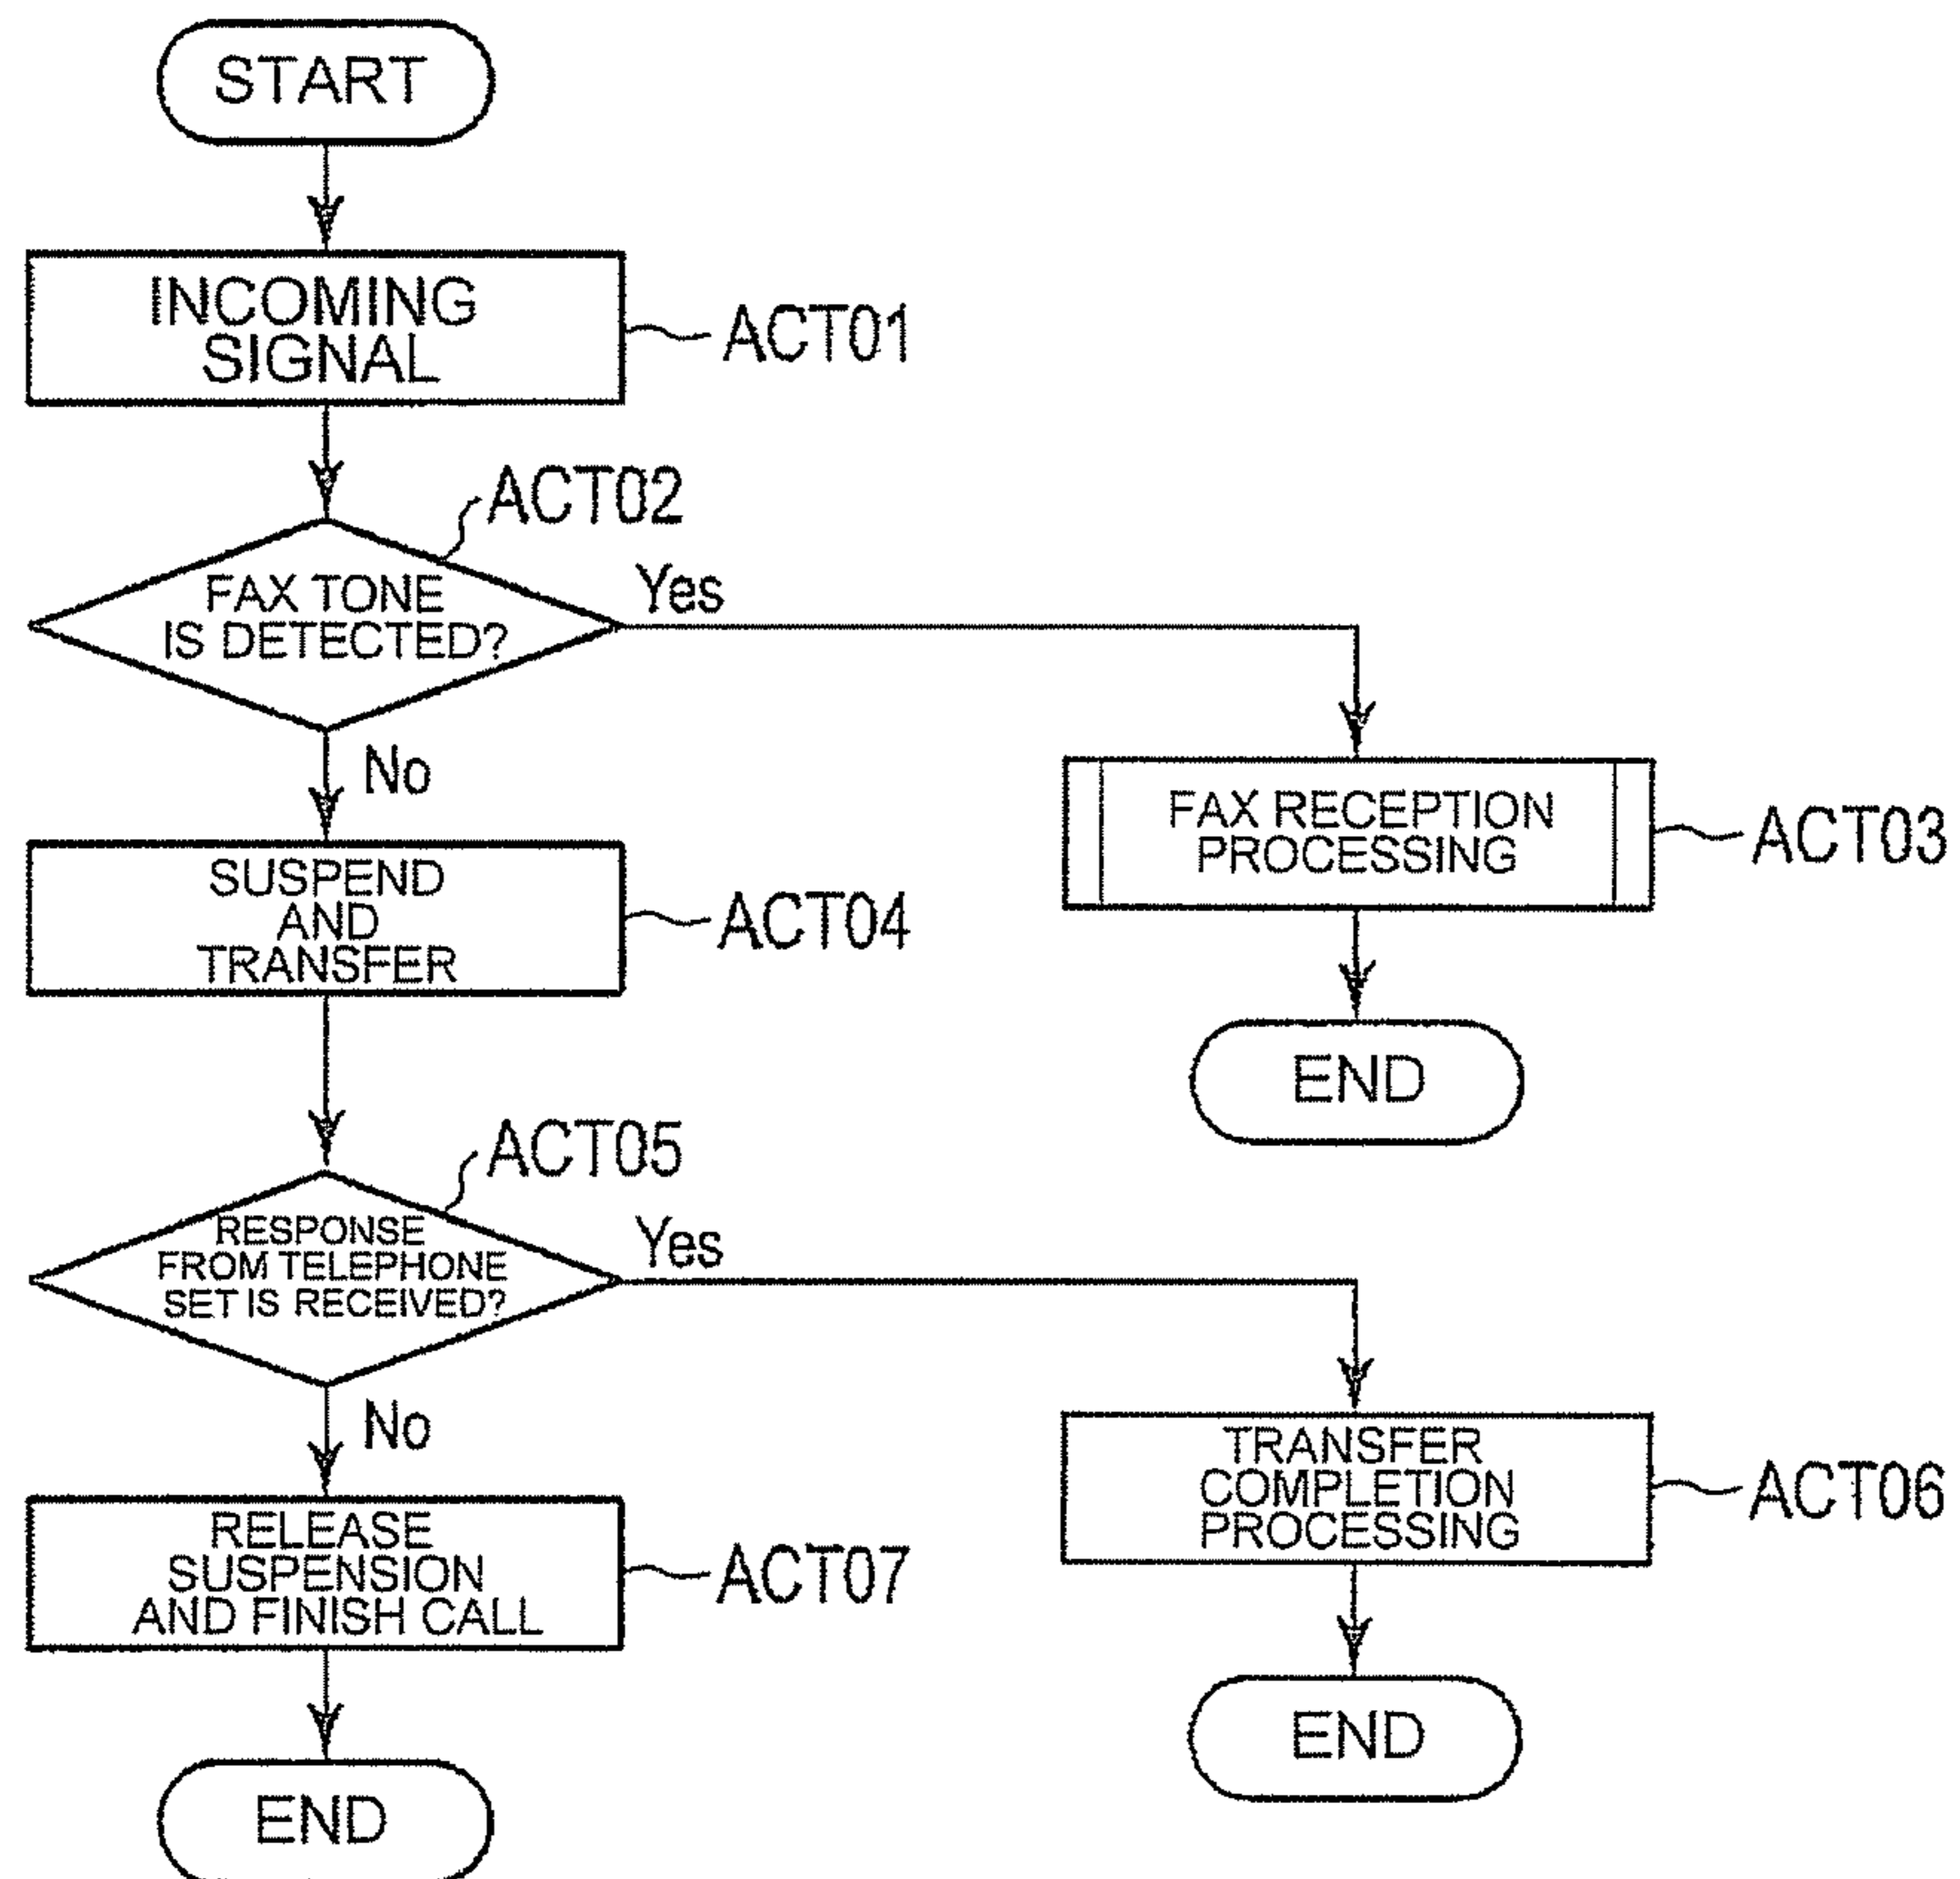 START
INCOMING
SIGNAL
ACT01
ACT02
FAX TONE
IS DETECTED?
Yes
No
FAX RECEPTION
PROCESSING
ACT03
SUSPEND
AND
TRANSFER
ACT04
END
ACT05
RESPONSE
FROM TELEPHONE
SET IS RECEIVED?
Yes
No
TRANSFER
COMPLETION
PROCESSING
ACT06
RELEASE
SUSPENSION
AND FINISH CALL
ACT07
END
END